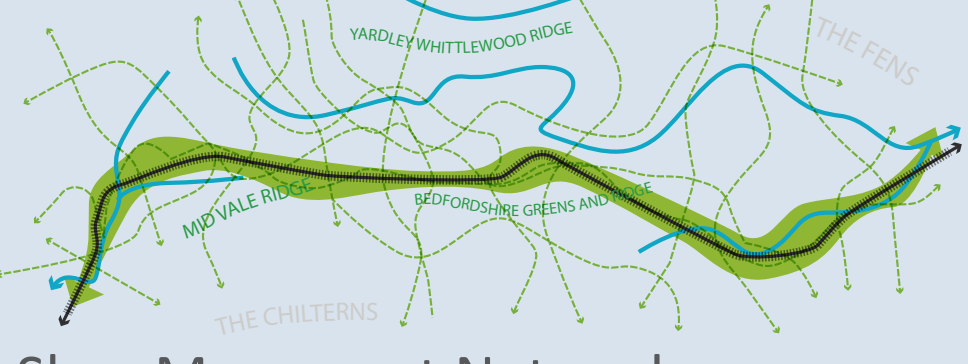 YARDLEY WHITTLEWOOD RIDGE
THE FENS
MID VALE RIDGE
BEDFORDSHIRE GREENS AND RIDGE
THE CHILTERNS